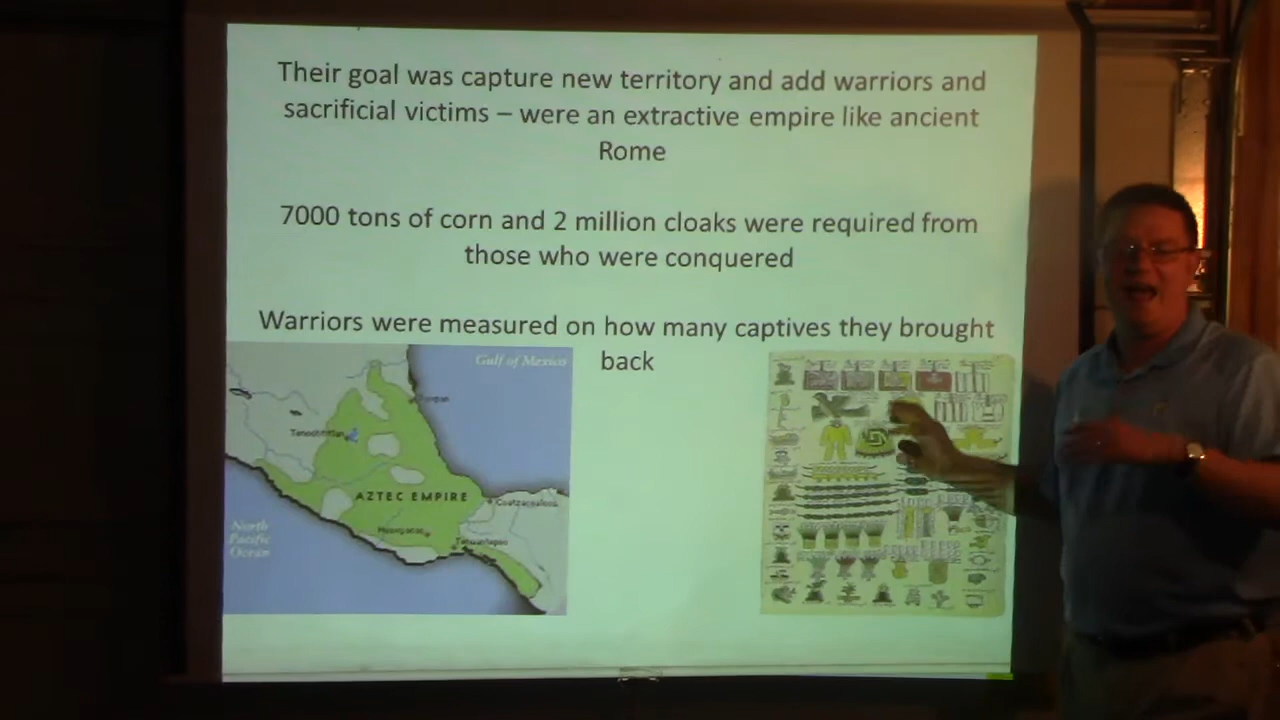 Their goal was capture new territory and add warriors and
sacrificial victims – were an extractive empire like ancient
Rome
7000 tons of corn and 2 million cloaks were required from
those who were conquered
Warriors were measured on how many captives they brought
back
Gulf of Mexico
Tenochtitlan
AZTEC EMPIRE
Coatzacoalcos
North
Pacific
Ocean